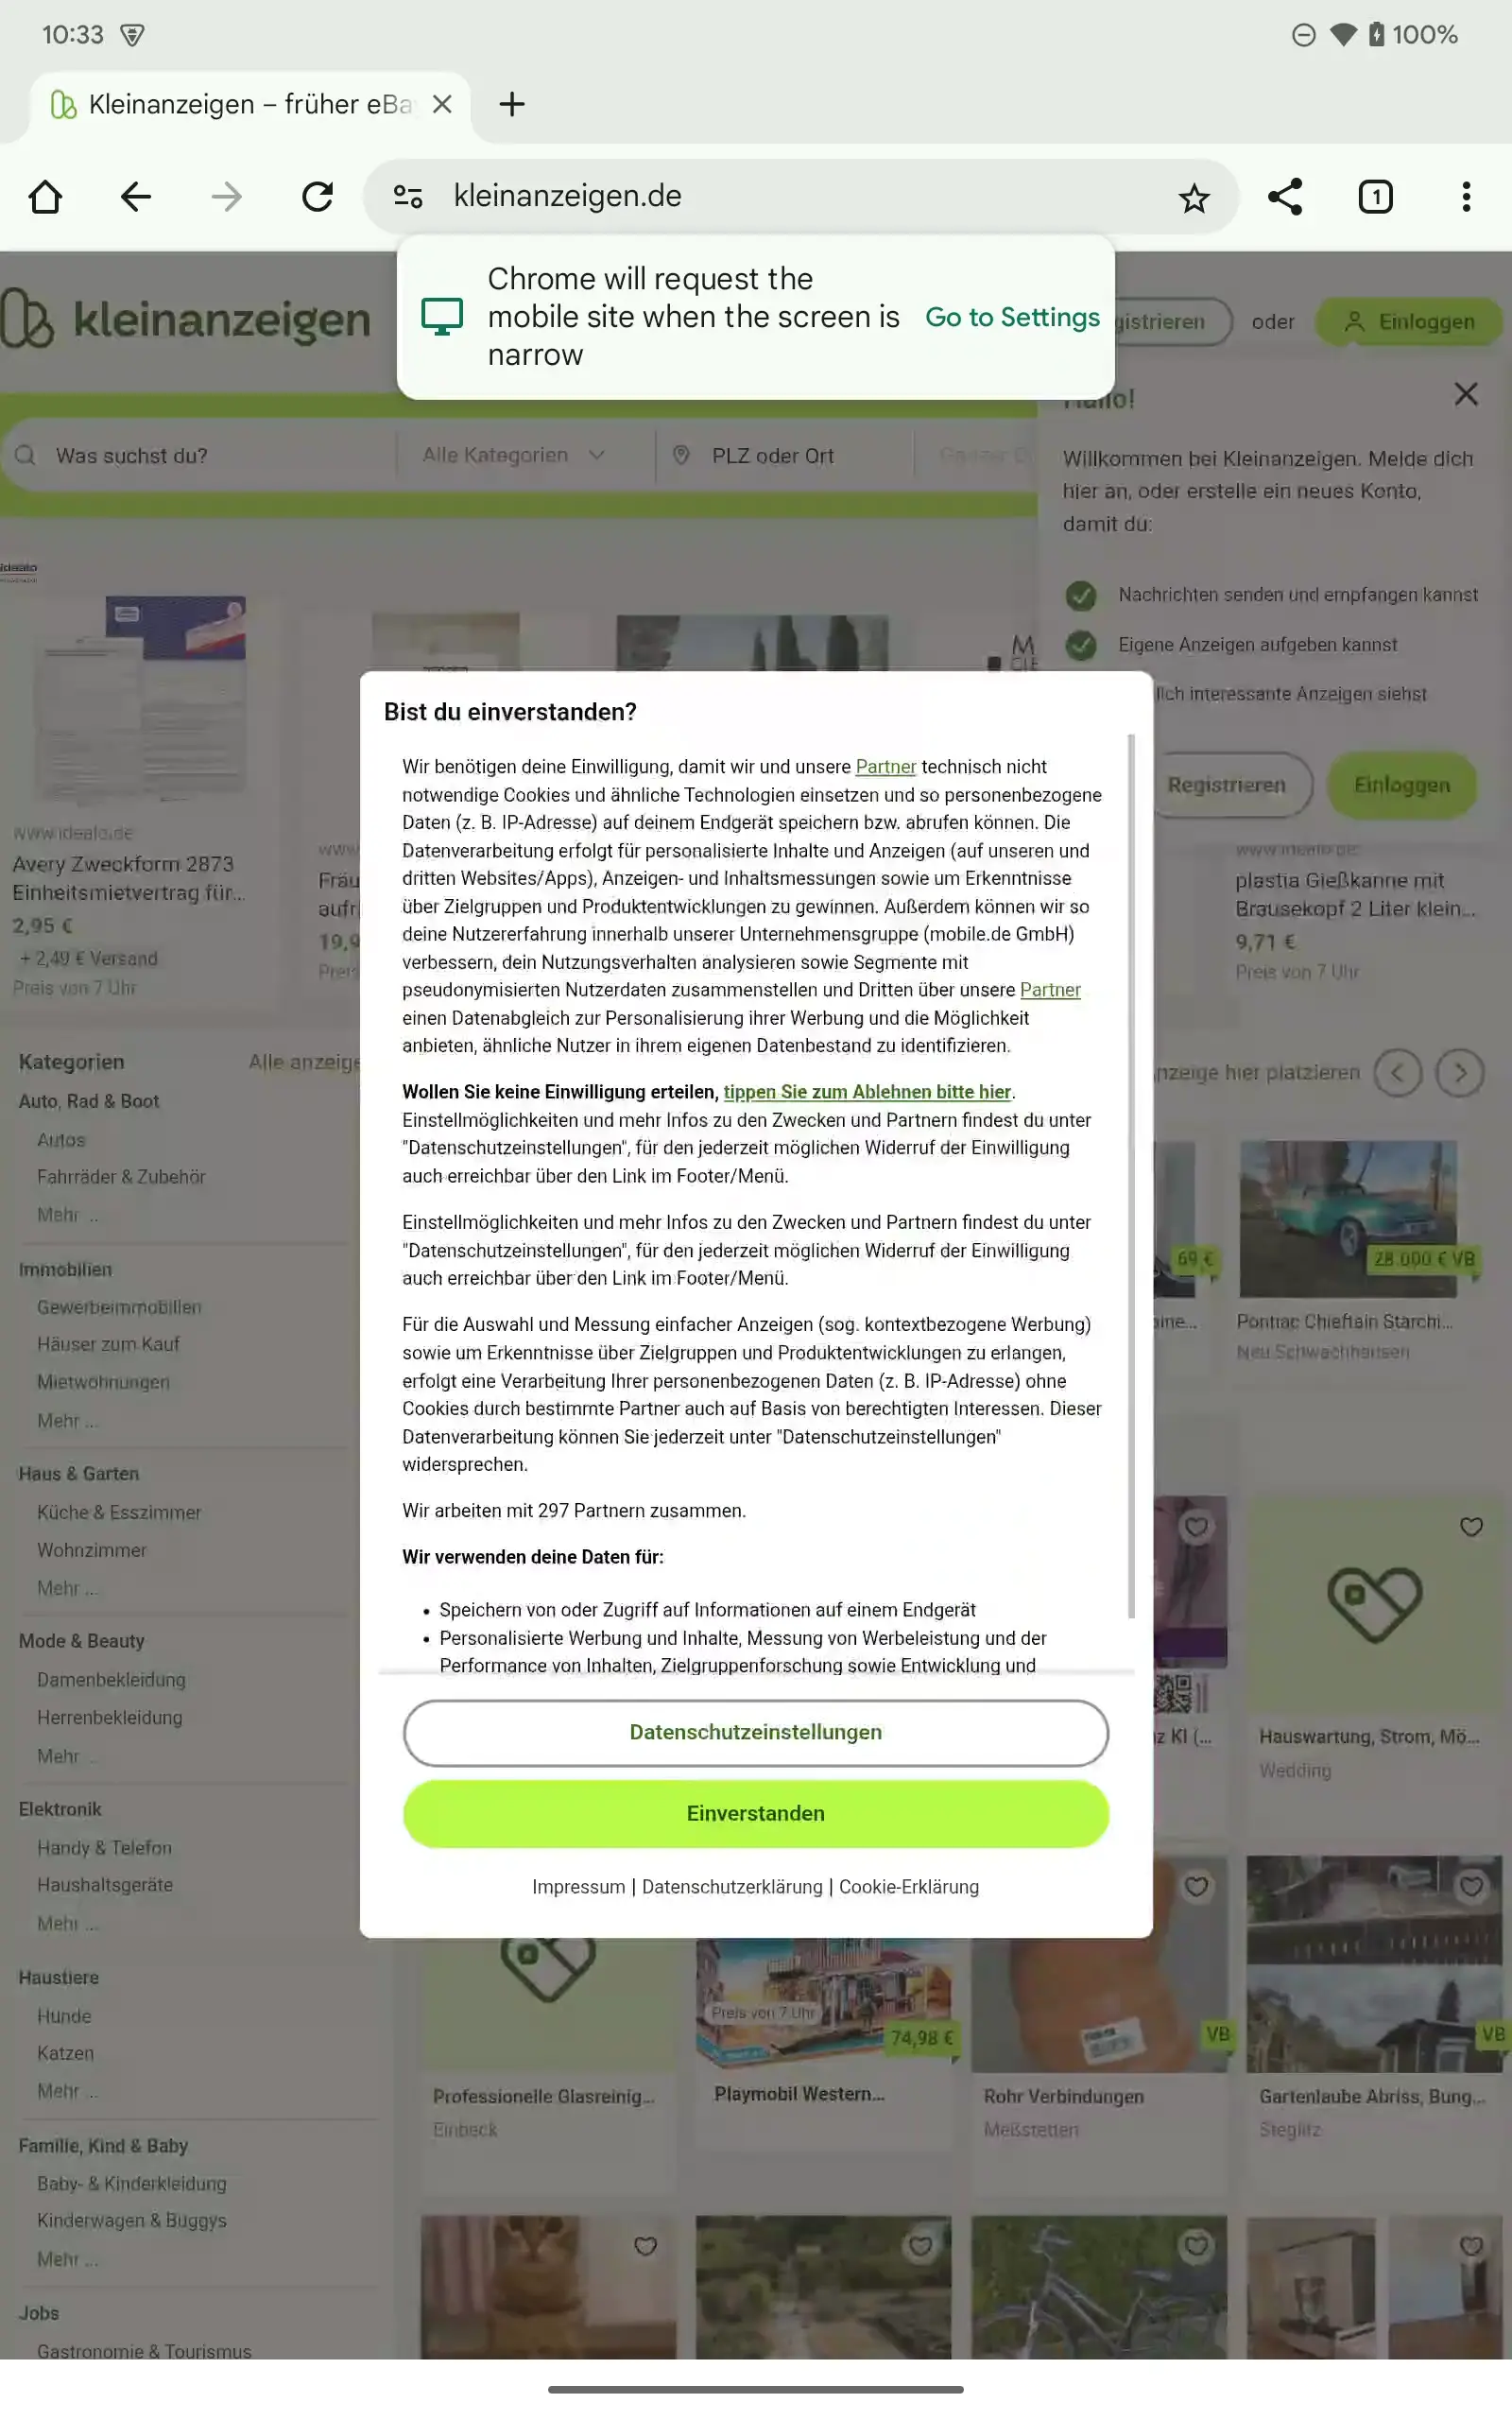 10:33
100%
Kleinanzeigen – früher eBa
kleinanzeigen.de
1
Chrome will request the
mobile site when the screen is
narrow
Go to Settings
kleinanzeigen
gistrieren
oder
Einloggen
Hallo!
Was suchst du?
Alle Kategorien
PLZ oder Ort
Willkommen bei Kleinanzeigen. Melde dich
hier an, oder erstelle ein neues Konto,
damit du:
Nachrichten senden und empfangen kannst
Eigene Anzeigen aufgeben kannst
lich interessante Anzeigen siehst
Registrieren
Einloggen
idealo
www.idealo.de
Avery Zweckform 2873
Einheitsmietvertrag für...
2,95 €
+ 2,49 € Versand
Preis von 7 Uhr
www
Fräu
aufr
19,9
Preis
www.idealo.de
plastia Gießkanne mit
Brausekopf 2 Liter klein...
9,71 €
Preis von 7 Uhr
Bist du einverstanden?
Wir benötigen deine Einwilligung, damit wir und unsere Partner technisch nicht
notwendige Cookies und ähnliche Technologien einsetzen und so personenbezogene
Daten (z. B. IP-Adresse) auf deinem Endgerät speichern bzw. abrufen können. Die
Datenverarbeitung erfolgt für personalisierte Inhalte und Anzeigen (auf unseren und
dritten Websites/Apps), Anzeigen- und Inhaltsmessungen sowie um Erkenntnisse
über Zielgruppen und Produktentwicklungen zu gewinnen. Außerdem können wir so
deine Nutzererfahrung innerhalb unserer Unternehmensgruppe (mobile.de GmbH)
verbessern, dein Nutzungsverhalten analysieren sowie Segmente mit
pseudonymisierten Nutzerdaten zusammenstellen und Dritten über unsere Partner
einen Datenabgleich zur Personalisierung ihrer Werbung und die Möglichkeit
anbieten, ähnliche Nutzer in ihrem eigenen Datenbestand zu identifizieren.
Wollen Sie keine Einwilligung erteilen, tippen Sie zum Ablehnen bitte hier.
Einstellmöglichkeiten und mehr Infos zu den Zwecken und Partnern findest du unter
"Datenschutzeinstellungen", für den jederzeit möglichen Widerruf der Einwilligung
auch erreichbar über den Link im Footer/Menü.
Einstellmöglichkeiten und mehr Infos zu den Zwecken und Partnern findest du unter
"Datenschutzeinstellungen", für den jederzeit möglichen Widerruf der Einwilligung
auch erreichbar über den Link im Footer/Menü.
Für die Auswahl und Messung einfacher Anzeigen (sog. kontextbezogene Werbung)
sowie um Erkenntnisse über Zielgruppen und Produktentwicklungen zu erlangen,
erfolgt eine Verarbeitung Ihrer personenbezogenen Daten (z. B. IP-Adresse) ohne
Cookies durch bestimmte Partner auch auf Basis von berechtigten Interessen. Dieser
Datenverarbeitung können Sie jederzeit unter "Datenschutzeinstellungen"
widersprechen.
Wir arbeiten mit 297 Partnern zusammen.
Wir verwenden deine Daten für:
• Speichern von oder Zugriff auf Informationen auf einem Endgerät
• Personalisierte Werbung und Inhalte, Messung von Werbeleistung und der
Performance von Inhalten, Zielgruppenforschung sowie Entwicklung und
Datenschutzeinstellungen
Einverstanden
Impressum | Datenschutzerklärung | Cookie-Erklärung
Kategorien
Alle anzeige
Auto, Rad & Boot
Autos
Fahrräder & Zubehör
Mehr ...
Immobilien
Gewerbeimmobilien
Häuser zum Kauf
Mietwohnungen
Mehr ...
Haus & Garten
Küche & Esszimmer
Wohnzimmer
Mehr ...
Mode & Beauty
Damenbekleidung
Herrenbekleidung
Mehr ...
Elektronik
Handy & Telefon
Haushaltsgeräte
Mehr ...
Haustiere
Hunde
Katzen
Mehr ...
Familie, Kind & Baby
Baby- & Kinderkleidung
Kinderwagen & Buggys
Mehr ...
Jobs
Gastronomie & Tourismus
nzeige hier platzieren
69 €
28.000 € VB
ine...
Pontiac Chieftain Starchi...
Neu Schwachhausen
nz KI (...
Hauswartung, Strom, Mö...
Wedding
Preis von 7 Uhr
74,98 €
VB
VB
Professionelle Glasreinig...
Einbeck
Playmobil Western...
Rohr Verbindungen
Meßstetten
Gartenlaube Abriss, Bung...
Steglitz